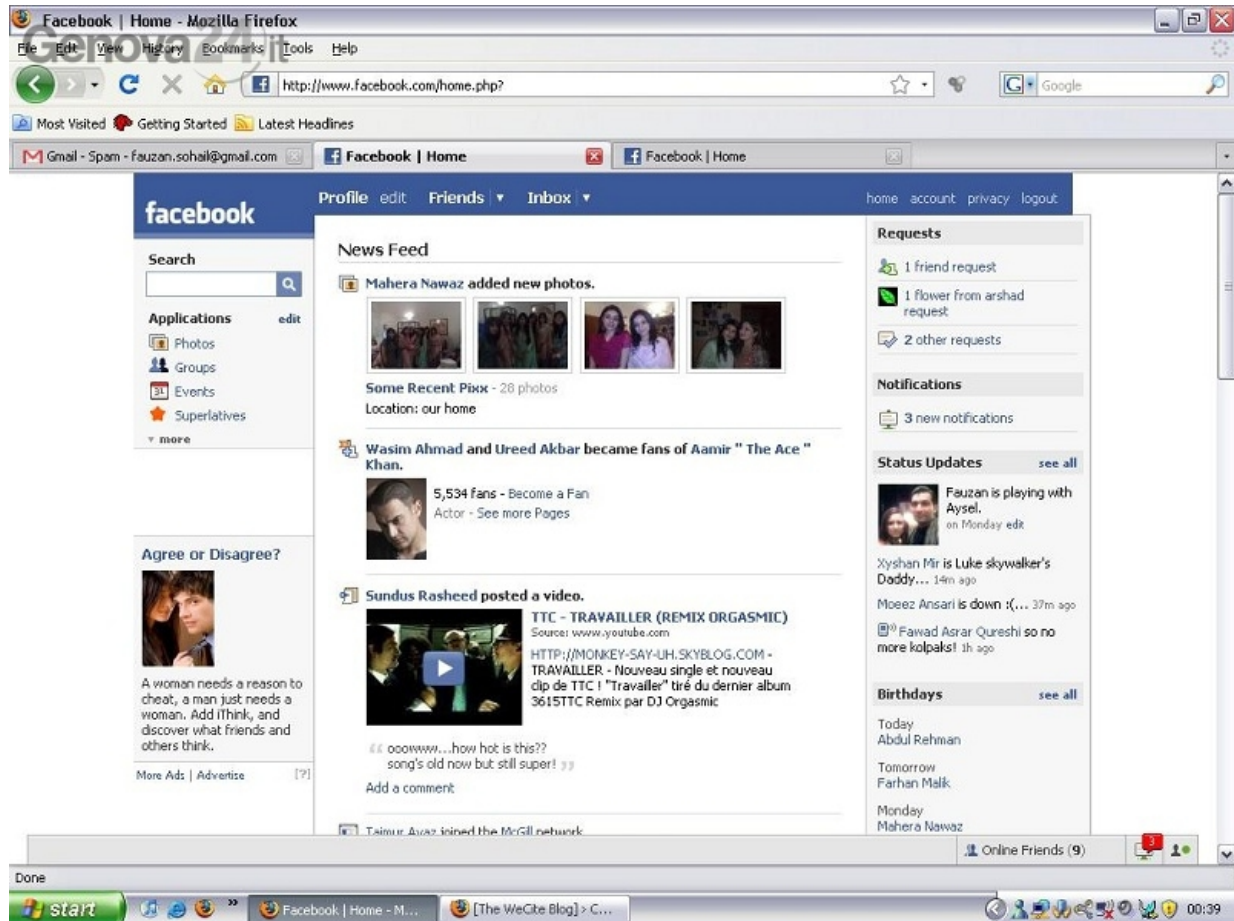 Facebook | Home - Mozilla Firefox
Genova24.it
File Edit View History Bookmarks Tools Help
http://www.facebook.com/home.php?
Google
Most Visited Getting Started Latest Headlines
Gmail - Spam - fauzan.sohail@gmail.com
Facebook | Home
Facebook | Home
facebook
Profile edit Friends Inbox
home account privacy logout
Search
Applications edit
Photos
Groups
31 Events
Superlatives
more
Agree or Disagree?
A woman needs a reason to
cheat, a man just needs a
woman. Add iThink, and
discover what friends and
others think.
More Ads | Advertise [?]
News Feed
Mahera Nawaz added new photos.
Some Recent Pixx - 28 photos
Location: our home
Wasim Ahmad and Ureed Akbar became fans of Aamir " The Ace "
Khan.
5,534 fans - Become a Fan
Actor - See more Pages
Sundus Rasheed posted a video.
TTC - TRAVAILLER (REMIX ORGASMIC)
Source: www.youtube.com
HTTP://MONKEY-SAY-UH.SKYBLOG.COM -
TRAVAILLER - Nouveau single et nouveau
clip de TTC ! "Travailler" tiré du dernier album
3615TTC Remix par DJ Orgasmic
“ ooowww...how hot is this??
song's old now but still super! ”
Add a comment
Taimur Ayaz joined the McGill network
Requests
1 friend request
1 flower from arshad
request
2 other requests
Notifications
3 new notifications
Status Updates see all
Fauzan is playing with
Aysel.
on Monday edit
Xyshan Mir is Luke skywalker's
Daddy... 14m ago
Moeez Ansari is down :(... 37m ago
Fawad Asrar Qureshi so no
more kolpaks! 1h ago
Birthdays see all
Today
Abdul Rehman
Tomorrow
Farhan Malik
Monday
Mahera Nawaz
Online Friends (9)
3
Done
start
»
Facebook | Home - M...
[The WeCite Blog] › C...
00:39